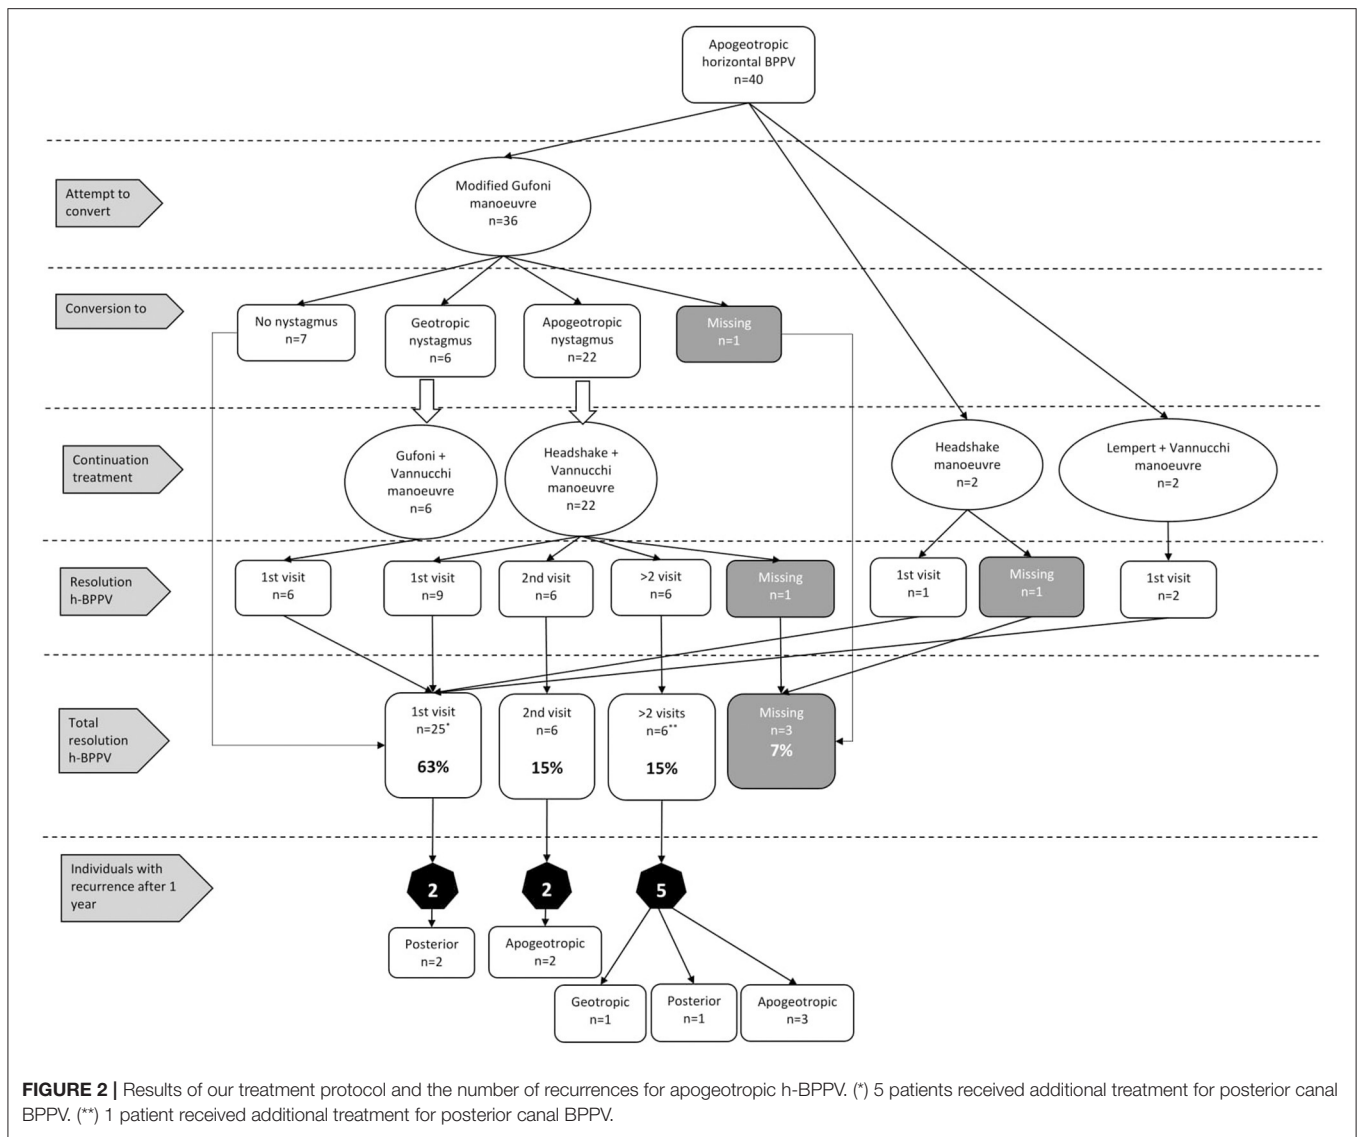 Apogeotropic
horizontal BPPV
n=40
Attempt to
convert
Modified Gufoni
manoeuvre
n=36
Conversion to
No nystagmus
n=7
Geotropic
nystagmus
n=6
Apogeotropic
nystagmus
n=22
Missing
n=1
Continuation
treatment
Gufoni +
Vannucchi
manoeuvre
n=6
Headshake +
Vannucchi
manoeuvre
n=22
Headshake
manoeuvre
n=2
Lempert + Vannucchi
manoeuvre
n=2
Resolution
h-BPPV
1st visit
n=6
1st visit
n=9
2nd visit
n=6
>2 visit
n=6
Missing
n=1
1st visit
n=1
Missing
n=1
1st visit
n=2
Total
resolution
h-BPPV
1st visit
n=25*
63%
2nd visit
n=6
15%
>2 visits
n=6**
15%
Missing
n=3
7%
Individuals with
recurrence after 1
year
2
2
5
Posterior
n=2
Apogeotropic
n=2
Geotropic
n=1
Posterior
n=1
Apogeotropic
n=3
FIGURE 2 | Results of our treatment protocol and the number of recurrences for apogeotropic h-BPPV. (*) 5 patients received additional treatment for posterior canal
BPPV. (**) 1 patient received additional treatment for posterior canal BPPV.